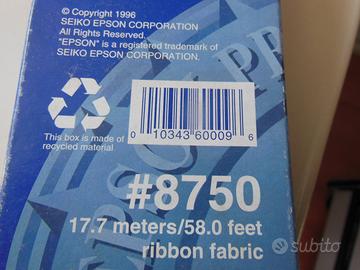 © Copyright 1996
SEIKO EPSON CORPORATION
All Rights Reserved.
"EPSON" is a registered trademark of
SEIKO EPSON CORPORATION.
This box is made of
recycled material.
0 10343 60009 6
#8750
17.7 meters/58.0 feet
ribbon fabric
subito